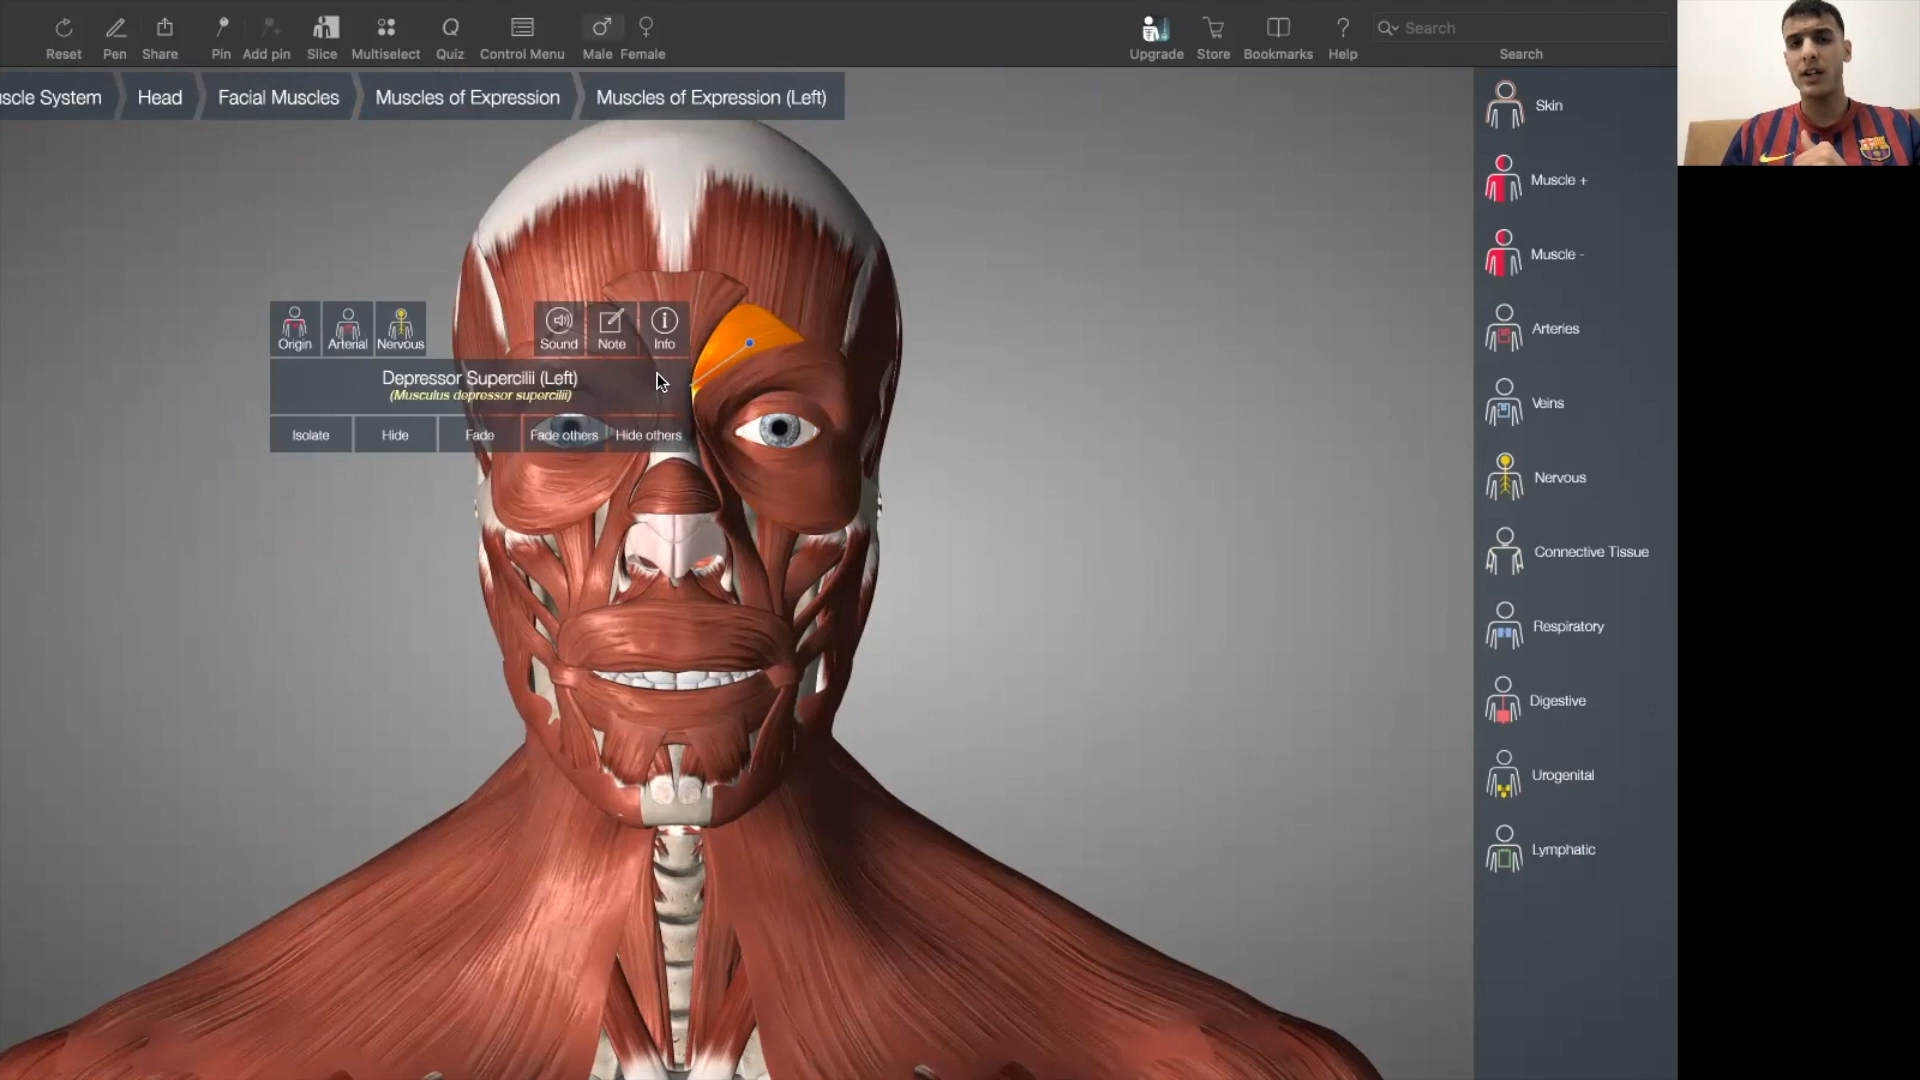 Reset
Pen
Share
Pin
Add pin
Slice
Multiselect
Q
Quiz
Control Menu
Male
Female
Upgrade
Store
Bookmarks
?
Help
Search
Search
scle System
Head
Facial Muscles
Muscles of Expression
Muscles of Expression (Left)
Origin
Arterial
Nervous
Sound
Note
Info
Depressor Supercilii (Left)
(Musculus depressor supercilii)
Isolate
Hide
Fade
Fade others
Hide others
Skin
Muscle +
Muscle -
Arteries
Veins
Nervous
Connective Tissue
Respiratory
Digestive
Urogenital
Lymphatic